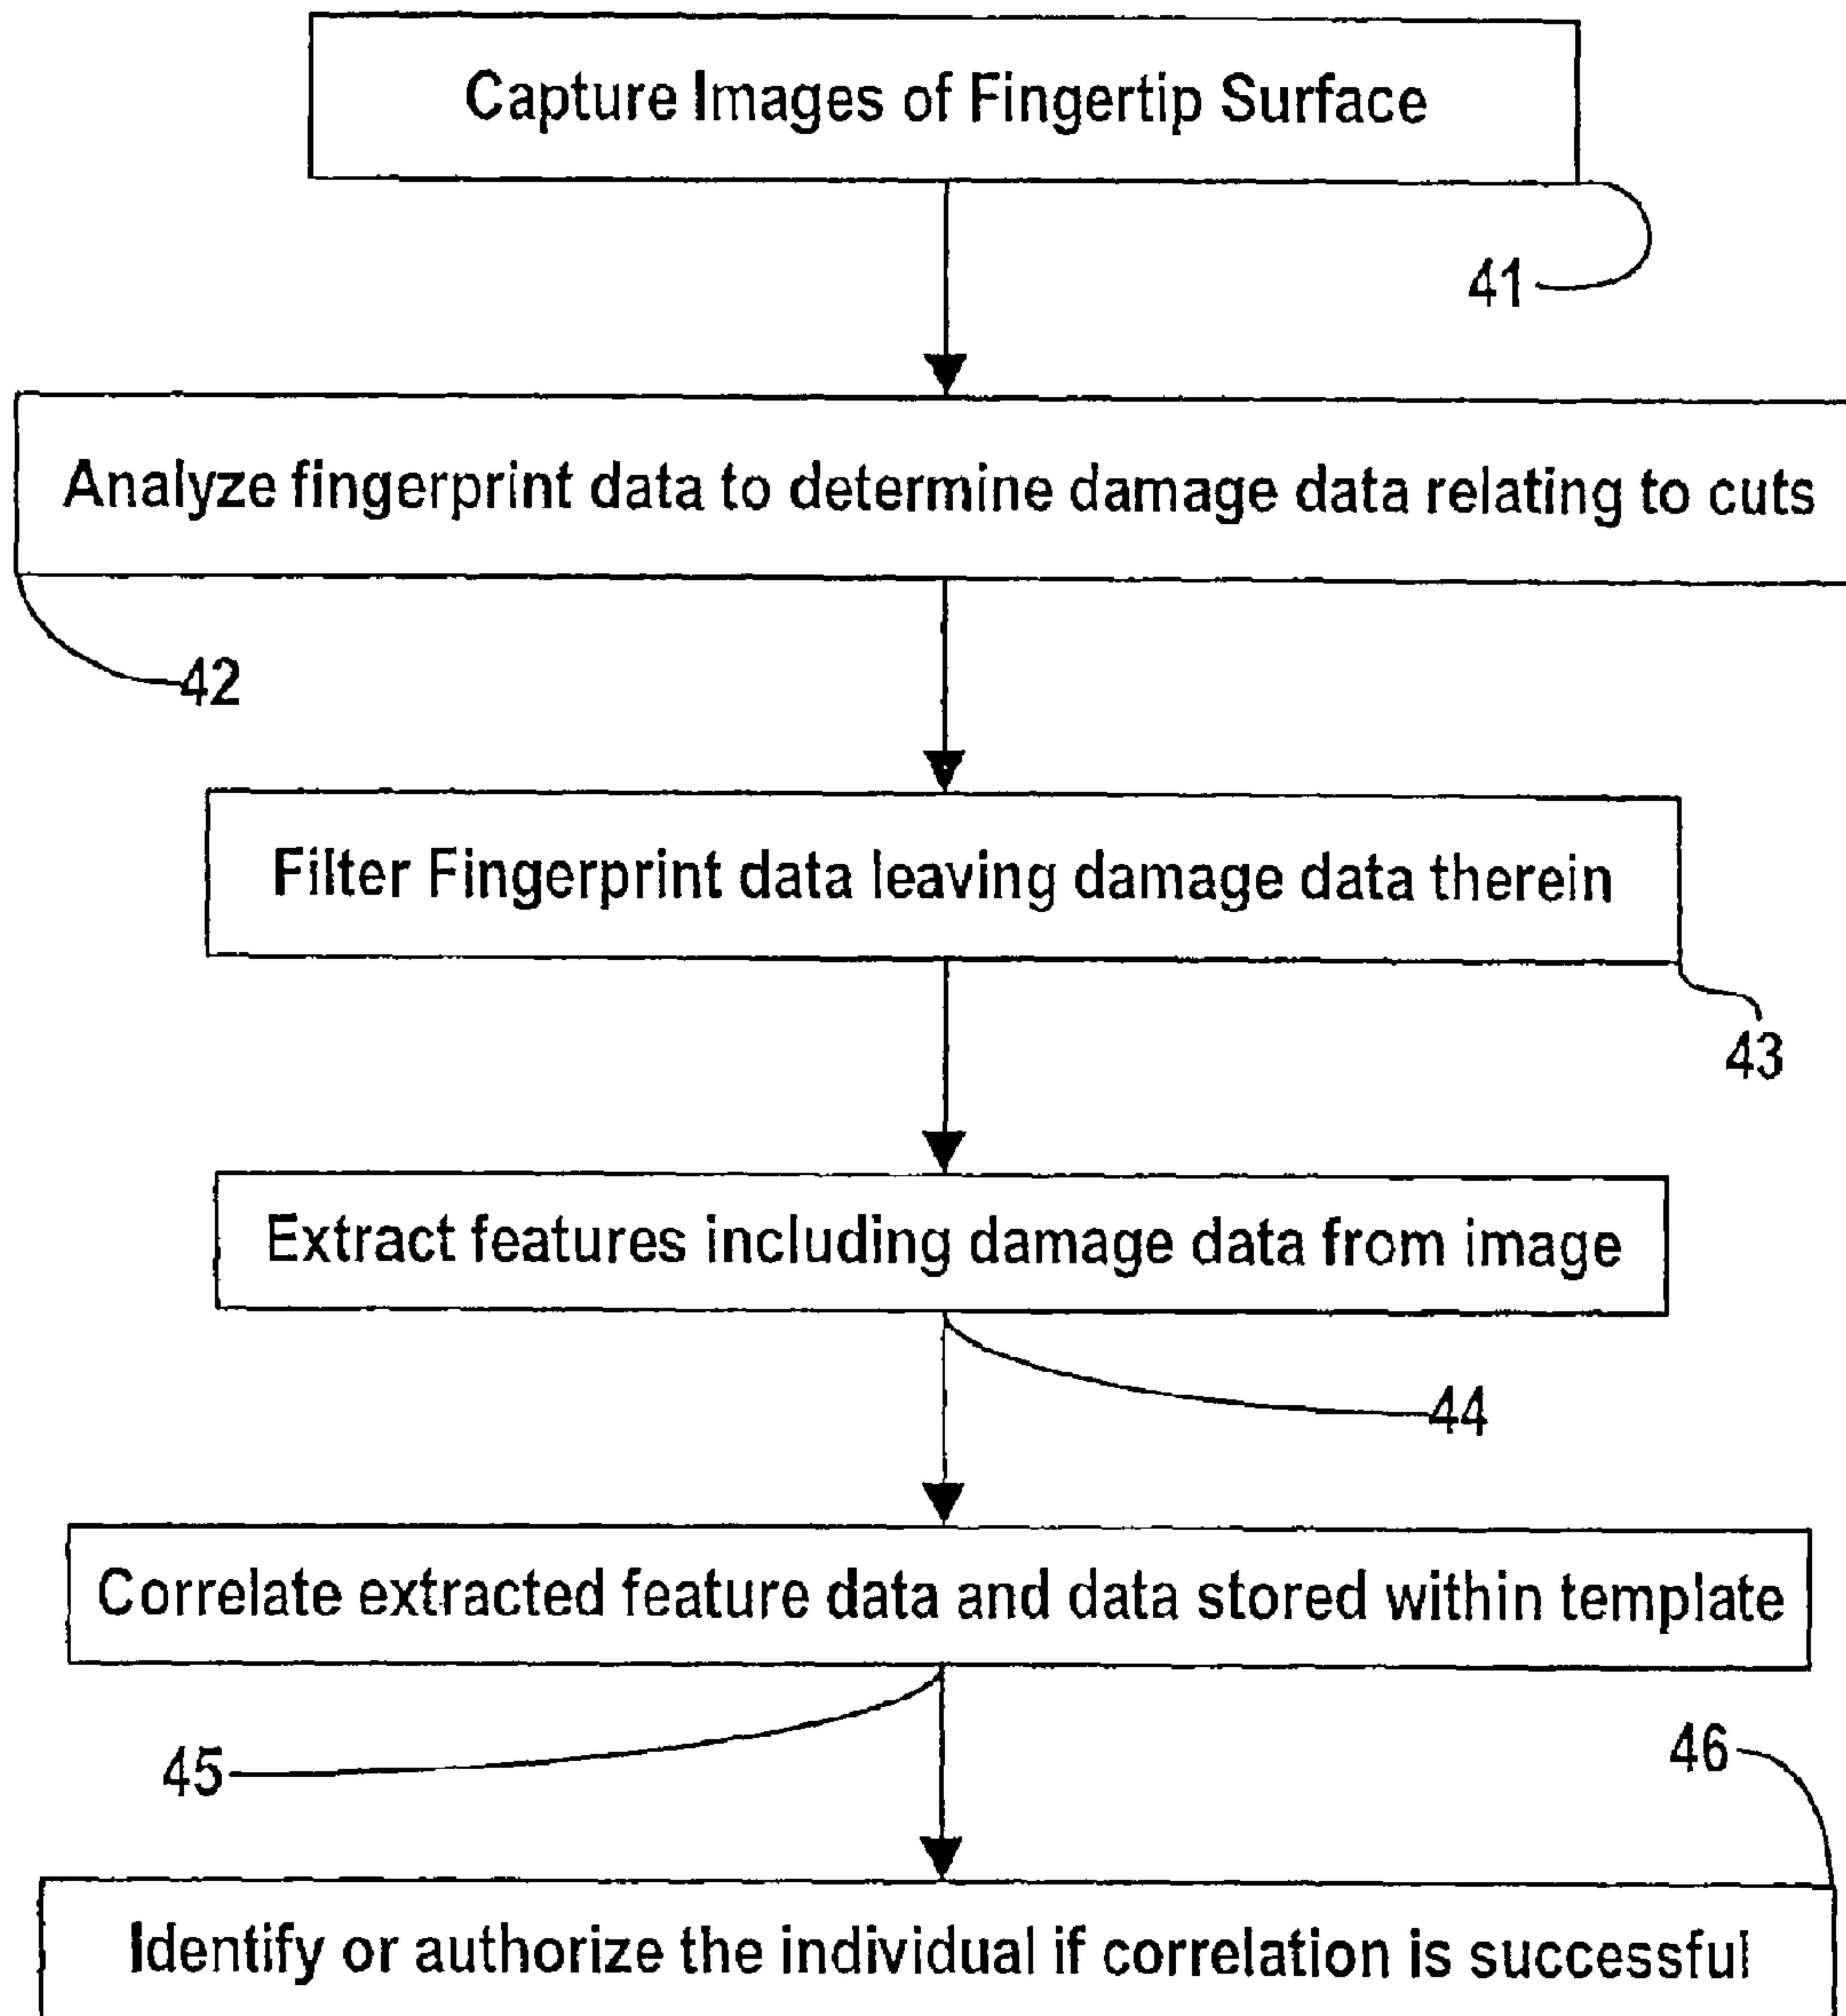 Capture Images of Fingertip Surface
41
Analyze fingerprint data to determine damage data relating to cuts
42
Filter Fingerprint data leaving damage data therein
43
Extract features including damage data from image
44
Correlate extracted feature data and data stored within template
45
46
Identify or authorize the individual if correlation is successful